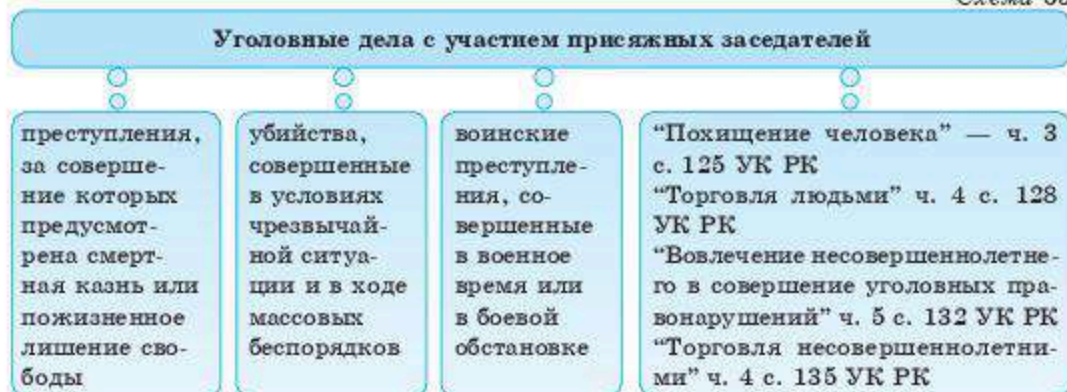 Схема
Уголовные дела с участием присяжных заседателей
преступления,
за соверше-
ние которых
предусмот-
рена смерт-
ная казнь или
пожизненное
лишение сво-
боды
убийства,
совершенные
в условиях
чрезвычай-
ной ситуа-
ции и в ходе
массовых
беспорядков
воинские
преступле-
ния, со-
вершенные
в военное
время или
в боевой
обстановке
“Похищение человека” — ч. 3
с. 125 УК РК
“Торговля людьми” ч. 4 с. 128
УК РК
“Вовлечение несовершеннолетне-
го в совершение уголовных пра-
вонарушений” ч. 5 с. 132 УК РК
“Торговля несовершеннолетни-
ми” ч. 4 с. 135 УК РК